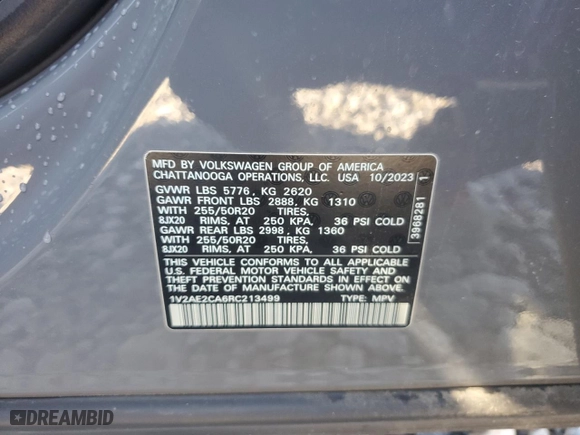 MFD BY VOLKSWAGEN GROUP OF AMERICA
CHATTANOOGA OPERATIONS, LLC. USA 10/2023
GVWR LBS 5776, KG 2620
GAWR FRONT LBS 2888, KG 1310
WITH 255/50R20 TIRES,
8JX20 RIMS, AT 250 KPA, 36 PSI COLD
GAWR REAR LBS 2998, KG 1360
WITH 255/50R20 TIRES,
8JX20 RIMS, AT 250 KPA, 36 PSI COLD
THIS VEHICLE CONFORMS TO ALL APPLICABLE
U.S. FEDERAL MOTOR VEHICLE SAFETY AND
THEFT PREVENTION STANDARDS IN EFFECT ON
THE DATE OF MANUFACTURE SHOWN ABOVE.
1V2AE2CA6RC213499 TYPE: MPV
3968281 1
DREAMBID